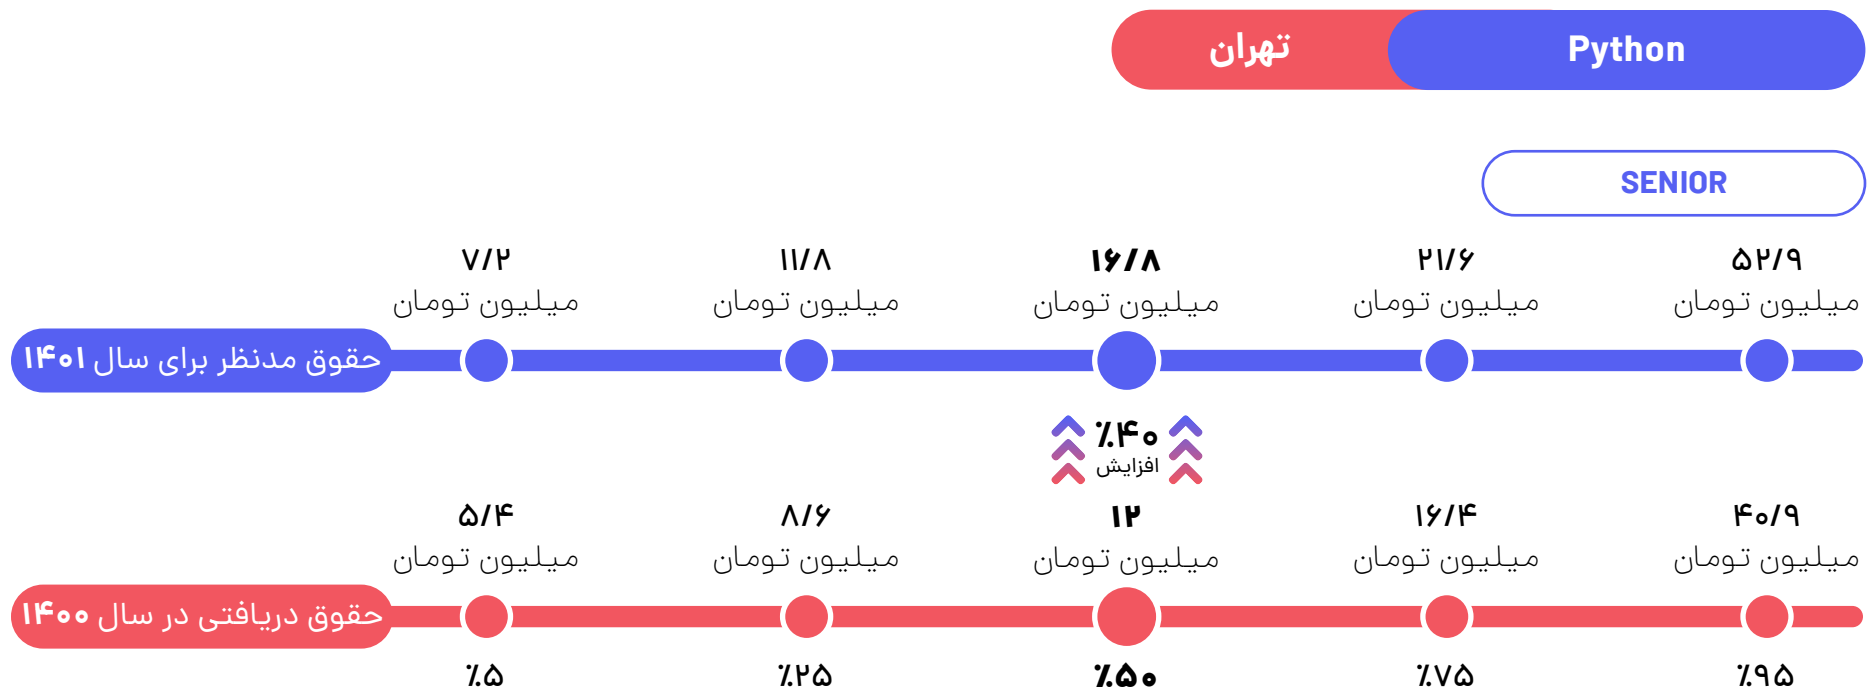 Python
تهران
SENIOR
۵۲/۹
میلیون تومان
۲۱/۶
میلیون تومان
۱۶/۸
میلیون تومان
۱۱/۸
میلیون تومان
۷/۲
میلیون تومان
حقوق مدنظر برای سال ۱۴۰۱
٪۴۰
افزایش
۴۰/۹
میلیون تومان
۱۶/۴
میلیون تومان
۱۲
میلیون تومان
۸/۶
میلیون تومان
۵/۴
میلیون تومان
حقوق دریافتی در سال ۱۴۰۰
٪۹۵
٪۷۵
٪۵۰
٪۲۵
٪۵